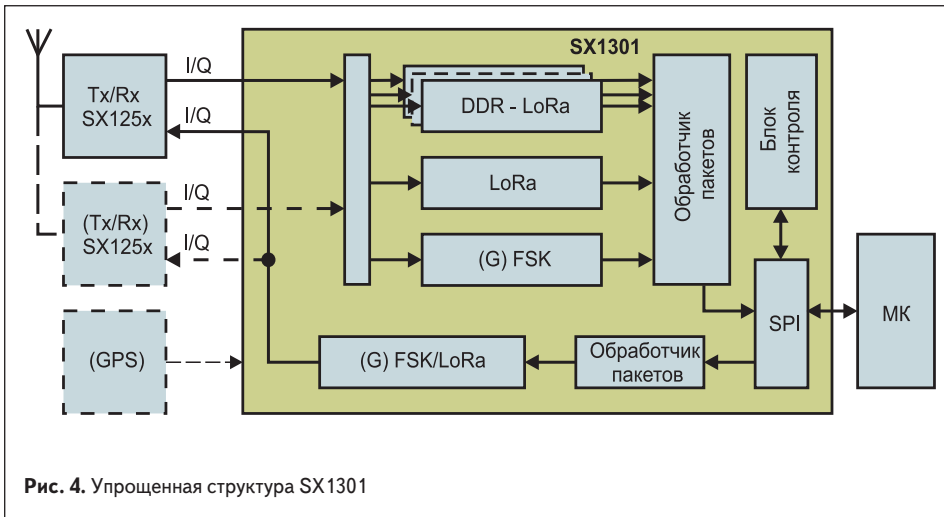 SX1301
I/Q
Tx/Rx
SX125x
I/Q
I/Q
(Tx/Rx)
SX125x
I/Q
(GPS)
DDR - LoRa
LoRa
(G) FSK
Обработчик
пакетов
Блок
контроля
SPI
МК
(G) FSK/LoRa
Обработчик
пакетов
Рис. 4. Упрощенная структура SX1301